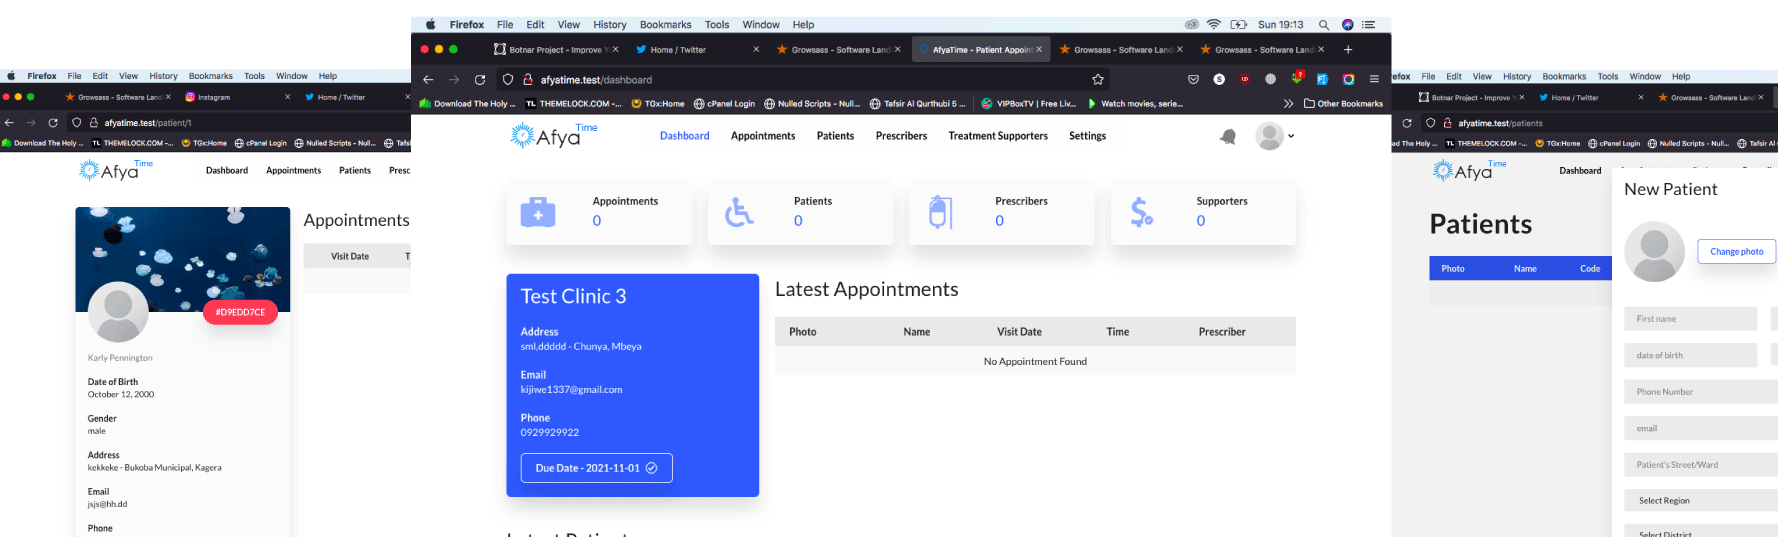 Firefox File Edit View History Bookmarks Tools Window Help
Growsass - Software Land × Instagram × Home / Twitter ×
afyatime.test/patient/1
Download The Holy ... TL THEMELOCK.COM -... TGx:Home cPanel Login Nulled Scripts - Null...
Afya Time
Dashboard Appointments Patients
#D9EDD7CE
Karly Pennington
Date of Birth
October 12, 2000
Gender
male
Address
kekkeke - Bukoba Municipal, Kagera
Email
jsjs@hh.dd
Phone
Appointments
Visit Date
Firefox File Edit View History Bookmarks Tools Window Help
Sun 19:13
Botnar Project - Improve Y × Home / Twitter × Growsass - Software Land × AfyaTime - Patient Appoint × Growsass - Software Land × Growsass - Software Land × +
afyatime.test/dashboard
Download The Holy ... TL THEMELOCK.COM -... TGx:Home cPanel Login Nulled Scripts - Null... Tafsir Al Qurthubi 5 ... VIPBoxTV | Free Liv... Watch movies, serie... >> Other Bookmarks
Afya Time
Dashboard Appointments Patients Prescribers Treatment Supporters Settings
Appointments
0
Patients
0
Prescribers
0
Supporters
0
Test Clinic 3
Address
sml,ddddd - Chunya, Mbeya
Email
kijiwe1337@gmail.com
Phone
0929929922
Due Date - 2021-11-01
Latest Appointments
Photo Name Visit Date Time Prescriber
No Appointment Found
File Edit View History Bookmarks Tools Window Help
Botnar Project - Improve Y × Home / Twitter × Growsass - Software Land ×
afyatime.test/patients
The Holy ... TL THEMELOCK.COM -... TGx:Home cPanel Login Nulled Scripts - Null... Tafsir Al
Afya Time
Dashboard
Patients
Photo Name Code
New Patient
Change photo
First name
date of birth
Phone Number
email
Patient's Street/Ward
Select Region
Select District